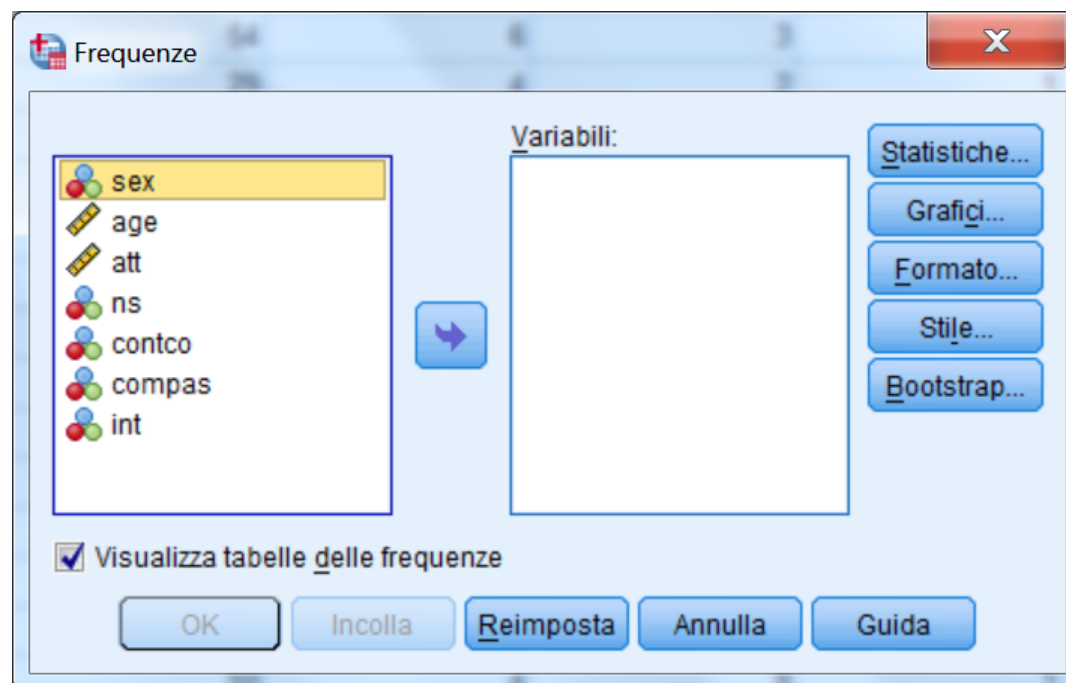 Frequenze
Variabili:
sex
age
att
ns
contco
compas
int
Statistiche...
Grafici...
Formato...
Stile...
Bootstrap...
Visualizza tabelle delle frequenze
OK
Incolla
Reimposta
Annulla
Guida